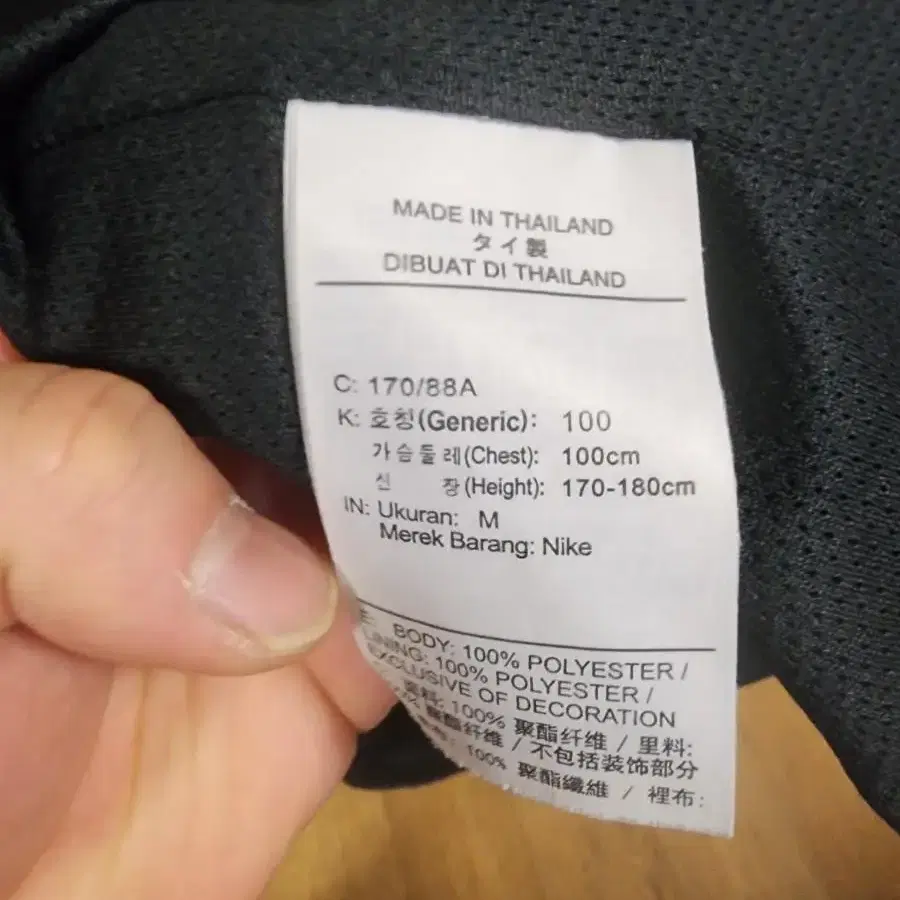 MADE IN THAILAND
タイ製
DIBUAT DI THAILAND
C: 170/88A
K: 호칭(Generic): 100
가슴둘레(Chest): 100cm
신 장(Height): 170-180cm
IN: Ukuran: M
Merek Barang: Nike
E: BODY: 100% POLYESTER /
LINING: 100% POLYESTER /
EXCLUSIVE OF DECORATION
面料: 100% 聚酯纤维 / 里料:
聚酯纤维 / 不包括装饰部分
100% 聚酯纖維 / 裡布: